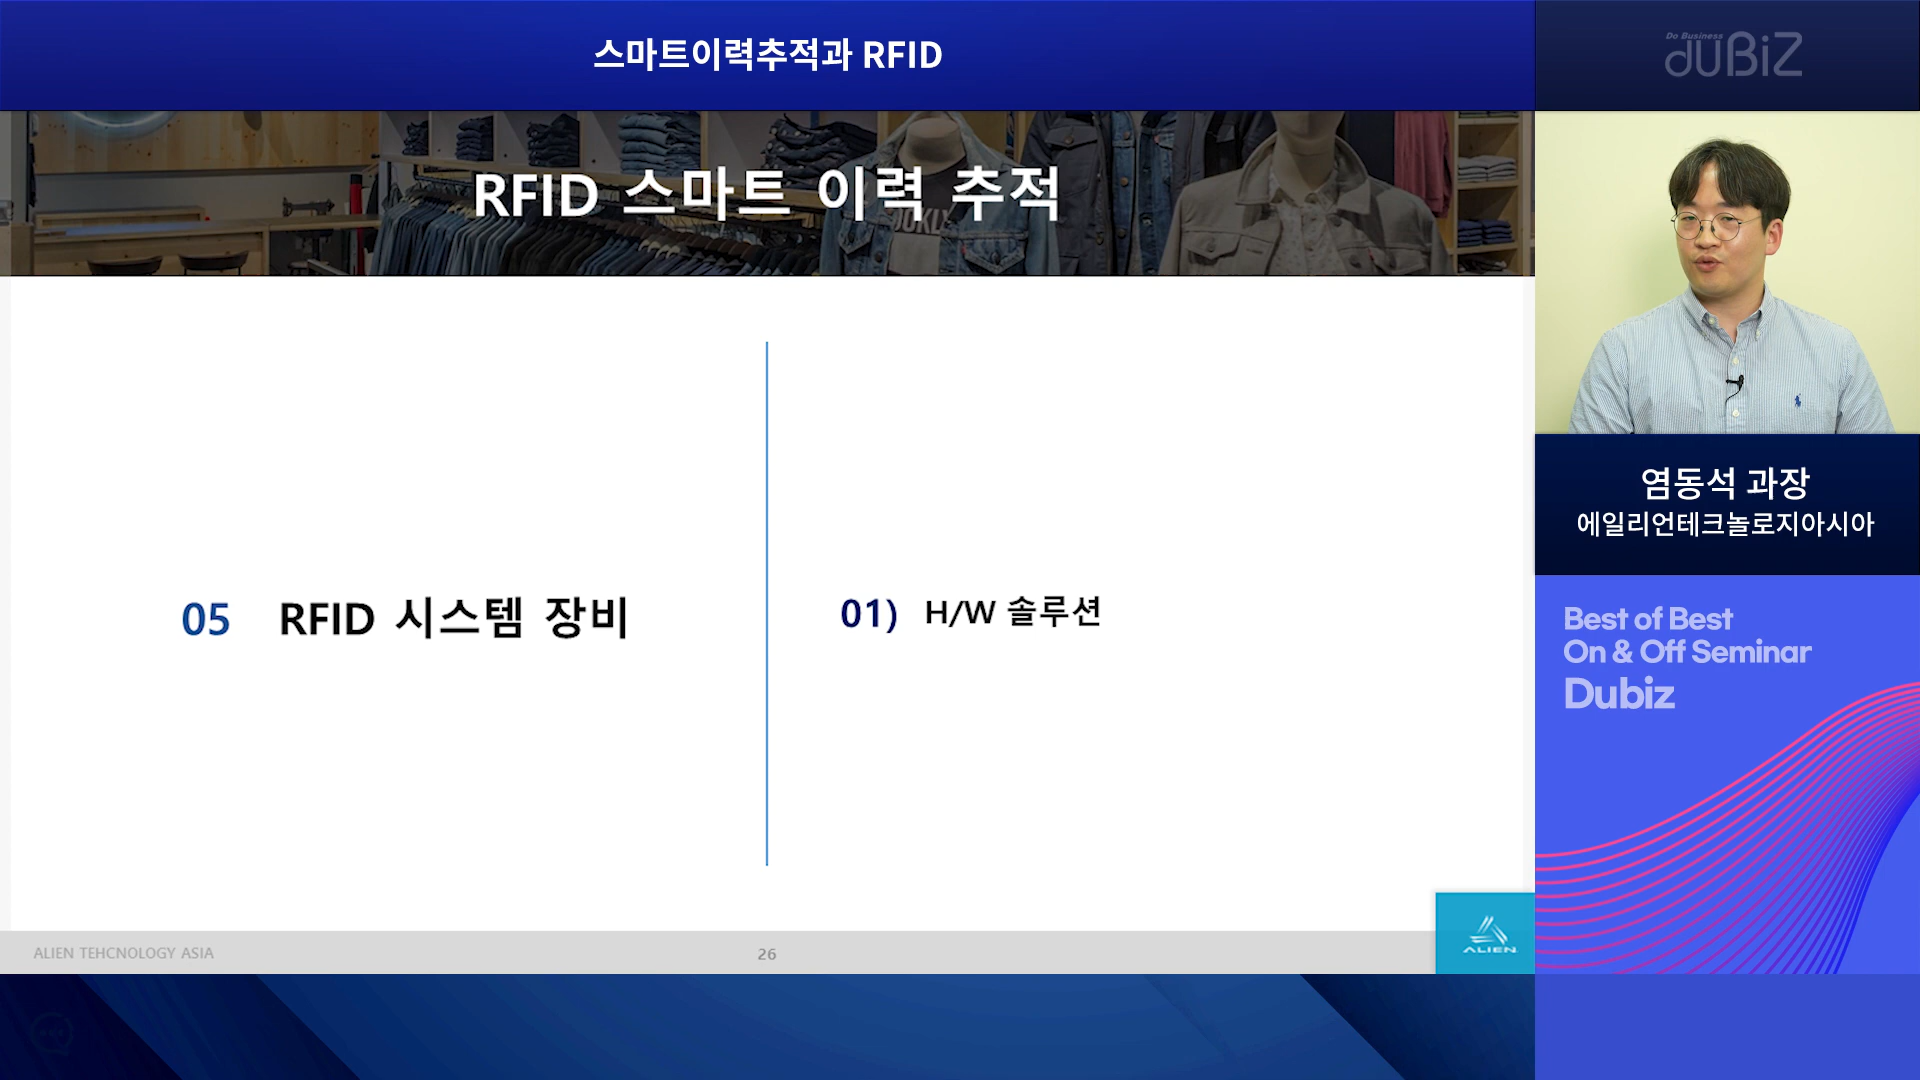 스마트이력추적과 RFID
Do Business
duBiZ
RFID 스마트 이력 추적
05 RFID 시스템 장비
01) H/W 솔루션
염동석 과장
에일리언테크놀로지아시아
Best of Best
On & Off Seminar
Dubiz
ALIEN TEHCNOLOGY ASIA
26
ALIEN